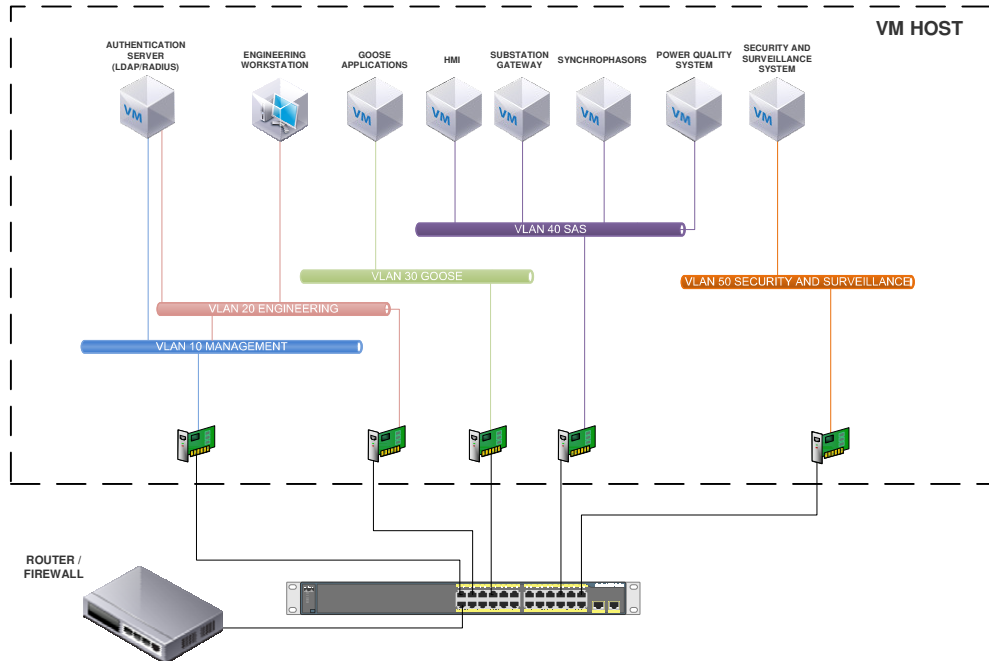 VM HOST
AUTHENTICATION
SERVER
(LDAP/RADIUS)
ENGINEERING
WORKSTATION
GOOSE
APPLICATIONS
HMI
SUBSTATION
GATEWAY
SYNCHROPHASORS
POWER QUALITY
SYSTEM
SECURITY AND
SURVEILLANCE
SYSTEM
VM
VM
VM
VM
VM
VM
VM
VLAN 40 SAS
VLAN 30 GOOSE
VLAN 50 SECURITY AND SURVEILLANCE
VLAN 20 ENGINEERING
VLAN 10 MANAGEMENT
ROUTER /
FIREWALL